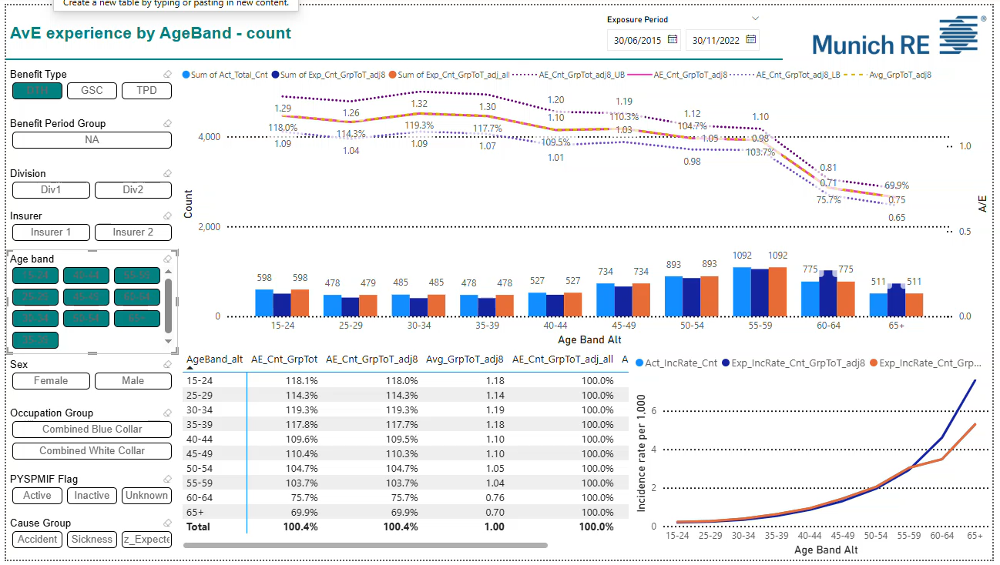 Create a new table by typing or pasting in new content.
AvE experience by AgeBand - count
Exposure Period
30/06/2015 30/11/2022
Munich RE
®
Benefit Type
DTH GSC TPD
Benefit Period Group
NA
Division
Div1 Div2
Insurer
Insurer 1 Insurer 2
Age band
15-24 40-44 55-59
25-29 45-49 60-64
30-34 50-54 65+
35-39
Sex
Female Male
Occupation Group
Combined Blue Collar
Combined White Collar
PYSPMIF Flag
Active Inactive Unknown
Cause Group
Accident Sickness z_Expecte
Sum of Act_Total_Cnt Sum of Exp_Cnt_GrpToT_adj8 Sum of Exp_Cnt_GrpToT_adj_all AE_Cnt_GrpTot_adj8_UB AE_Cnt_GrpToT_adj8 AE_Cnt_GrpToT_adj8_LB Avg_GrpToT_adj8
1.29 1.26 1.32 1.30 1.20 1.19 1.12 1.10 0.81 69.9%
118.0% 114.3% 119.3% 117.7% 1.10 110.3% 104.7% 0.98 0.71 0.75
1.09 1.04 1.09 1.07 109.5% 1.03 1.05 103.7% 75.7% 0.65
1.01 0.98
4,000 1.0
Count
A/E
2,000 0.5
598 598 478 479 485 485 478 478 527 527 734 734 893 893 1092 1092 775 775 511 511
0 0.0
15-24 25-29 30-34 35-39 40-44 45-49 50-54 55-59 60-64 65+
Age Band Alt
AgeBand_alt AE_Cnt_GrpTot AE_Cnt_GrpToT_adj8 Avg_GrpToT_adj8 AE_Cnt_GrpToT_adj_all A
15-24 118.1% 118.0% 1.18 100.0%
25-29 114.3% 114.3% 1.14 100.0%
30-34 119.3% 119.3% 1.19 100.0%
35-39 117.8% 117.7% 1.18 100.0%
40-44 109.6% 109.5% 1.10 100.0%
45-49 110.4% 110.3% 1.10 100.0%
50-54 104.7% 104.7% 1.05 100.0%
55-59 103.7% 103.7% 1.04 100.0%
60-64 75.7% 75.7% 0.76 100.0%
65+ 69.9% 69.9% 0.70 100.0%
Total 100.4% 100.4% 1.00 100.0%
Act_IncRate_Cnt Exp_IncRate_Cnt_GrpToT_adj8 Exp_IncRate_Cnt_Grp...
Incidence rate per 1,000
6
4
2
0
15-24 25-29 30-34 35-39 40-44 45-49 50-54 55-59 60-64 65+
Age Band Alt